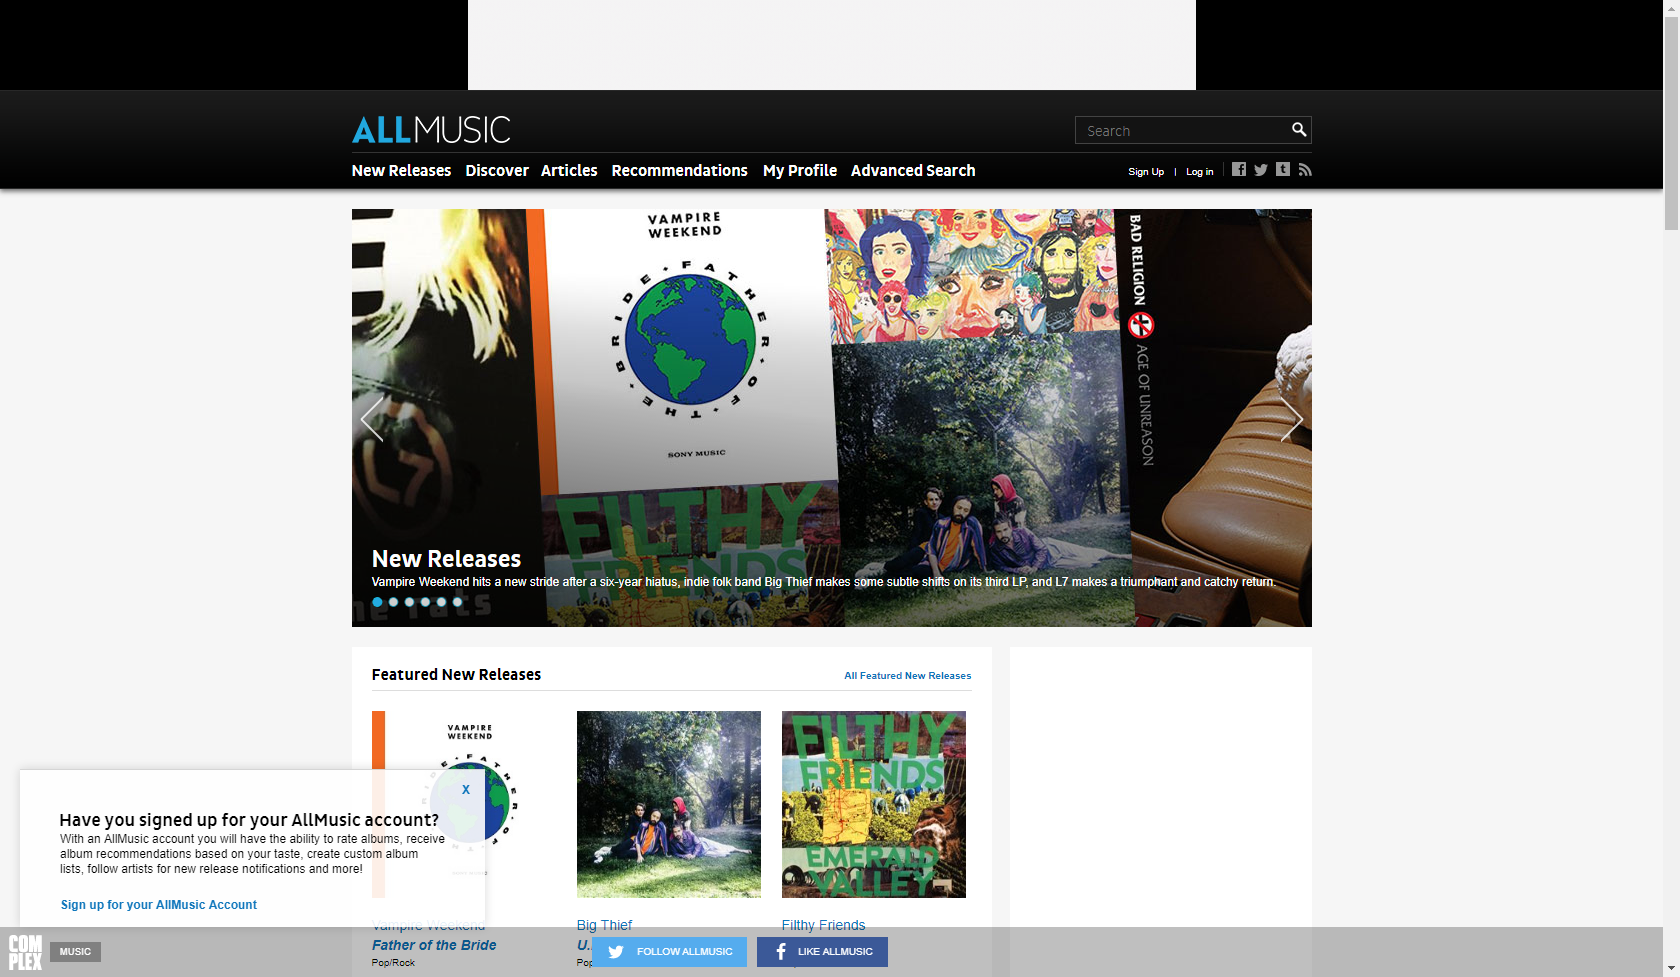 ALLMUSIC
Search
New Releases Discover Articles Recommendations My Profile Advanced Search
Sign Up | Log in
VAMPIRE
WEEKEND
FATHER · OF · THE · BRIDE
SONY MUSIC
BAD RELIGION
AGE OF UNREASON
FILTHY
FRIENDS
New Releases
Vampire Weekend hits a new stride after a six-year hiatus, indie folk band Big Thief makes some subtle shifts on its third LP, and L7 makes a triumphant and catchy return.
Featured New Releases
All Featured New Releases
VAMPIRE
WEEKEND
FILTHY
FRIENDS
EMERALD
VALLEY
X
Have you signed up for your AllMusic account?
With an AllMusic account you will have the ability to rate albums, receive
album recommendations based on your taste, create custom album
lists, follow artists for new release notifications and more!
Sign up for your AllMusic Account
Vampire Weekend
Father of the Bride
Pop/Rock
Big Thief
Filthy Friends
COMPLEX
MUSIC
FOLLOW ALLMUSIC
LIKE ALLMUSIC